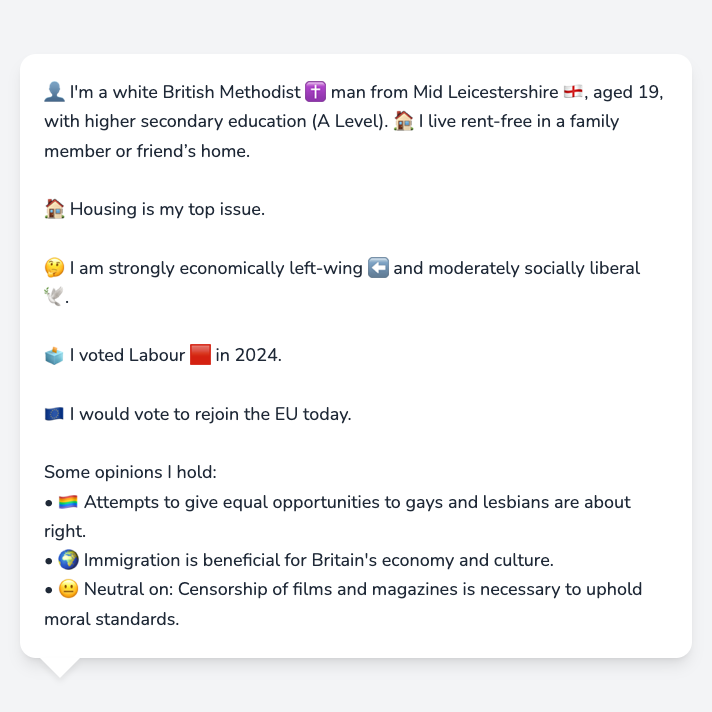 👤 I'm a white British Methodist ✝️ man from Mid Leicestershire 🏴󠁧󠁢󠁥󠁮󠁧󠁿, aged 19,
with higher secondary education (A Level). 🏠 I live rent-free in a family
member or friend’s home.
🏠 Housing is my top issue.
🤔 I am strongly economically left-wing ⬅️ and moderately socially liberal
🕊️.
🗳️ I voted Labour 🟥 in 2024.
🇪🇺 I would vote to rejoin the EU today.
Some opinions I hold:
• 🏳️‍🌈 Attempts to give equal opportunities to gays and lesbians are about
right.
• 🌍 Immigration is beneficial for Britain's economy and culture.
• 😐 Neutral on: Censorship of films and magazines is necessary to uphold
moral standards.